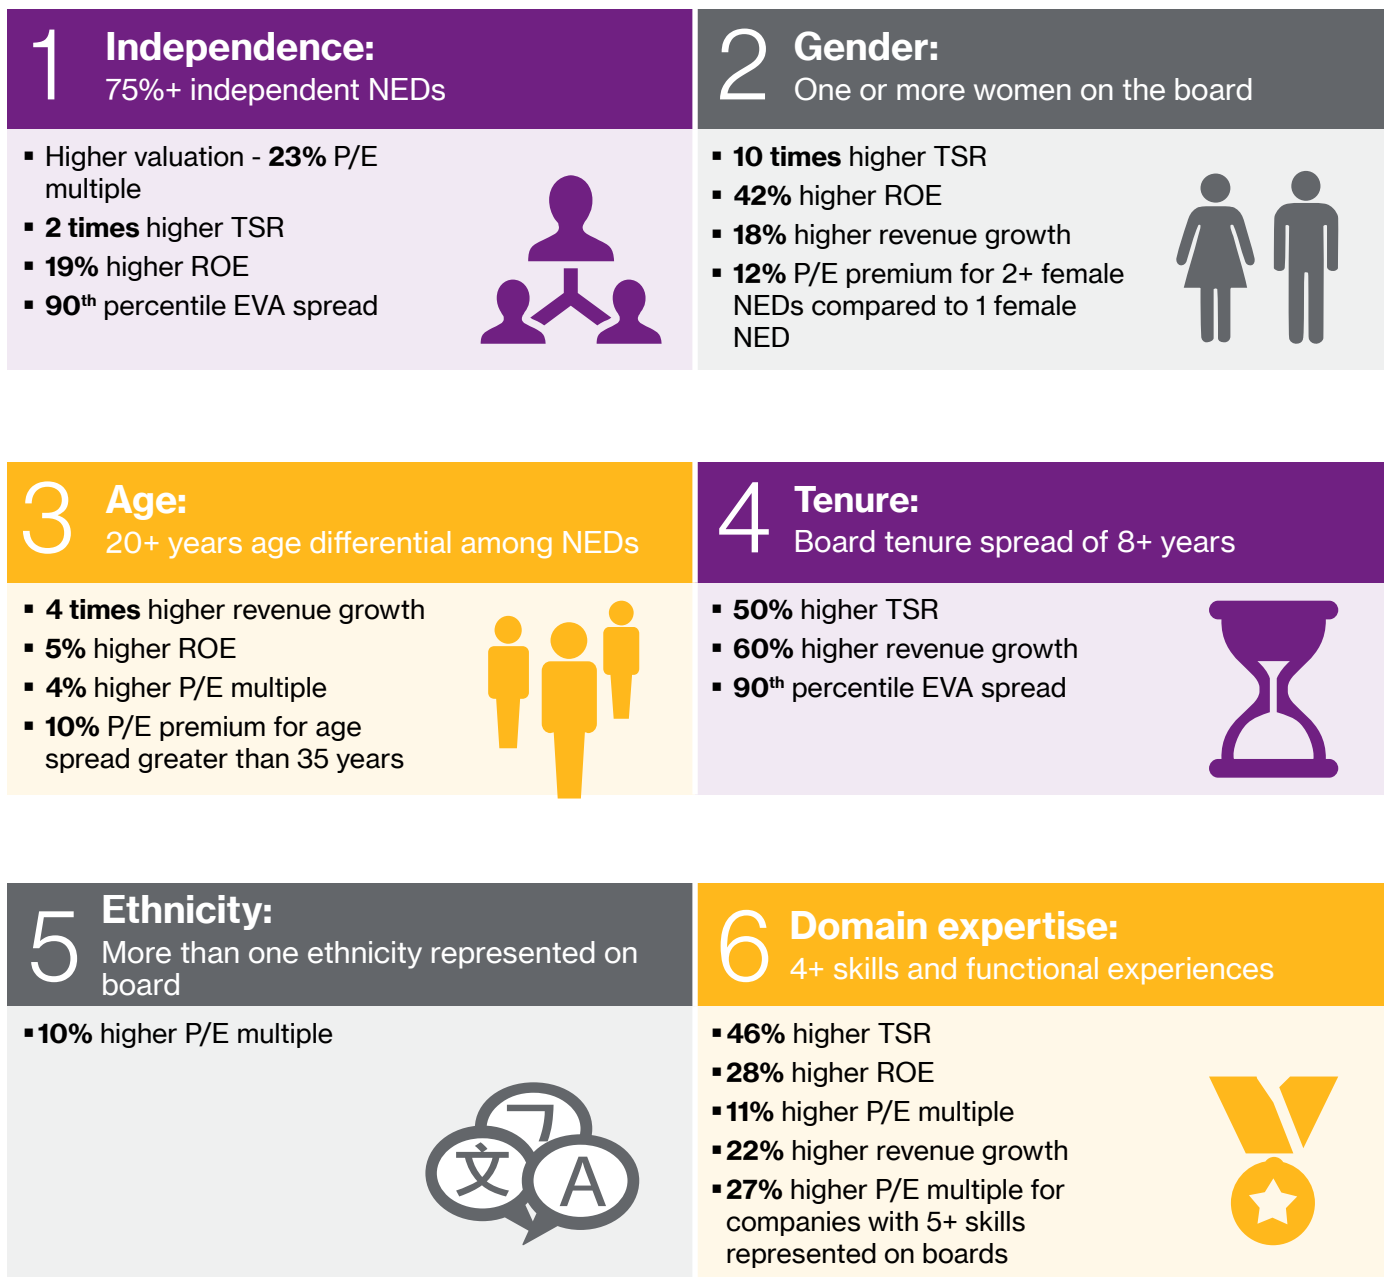 1
Independence:
75%+ independent NEDs
▪ Higher valuation - 23% P/E
multiple
▪ 2 times higher TSR
▪ 19% higher ROE
▪ 90th percentile EVA spread
2
Gender:
One or more women on the board
▪ 10 times higher TSR
▪ 42% higher ROE
▪ 18% higher revenue growth
▪ 12% P/E premium for 2+ female
NEDs compared to 1 female
NED
3
Age:
20+ years age differential among NEDs
▪ 4 times higher revenue growth
▪ 5% higher ROE
▪ 4% higher P/E multiple
▪ 10% P/E premium for age
spread greater than 35 years
4
Tenure:
Board tenure spread of 8+ years
▪ 50% higher TSR
▪ 60% higher revenue growth
▪ 90th percentile EVA spread
5
Ethnicity:
More than one ethnicity represented on
board
▪ 10% higher P/E multiple
ㄱ
文
A
6
Domain expertise:
4+ skills and functional experiences
▪ 46% higher TSR
▪ 28% higher ROE
▪ 11% higher P/E multiple
▪ 22% higher revenue growth
▪ 27% higher P/E multiple for
companies with 5+ skills
represented on boards